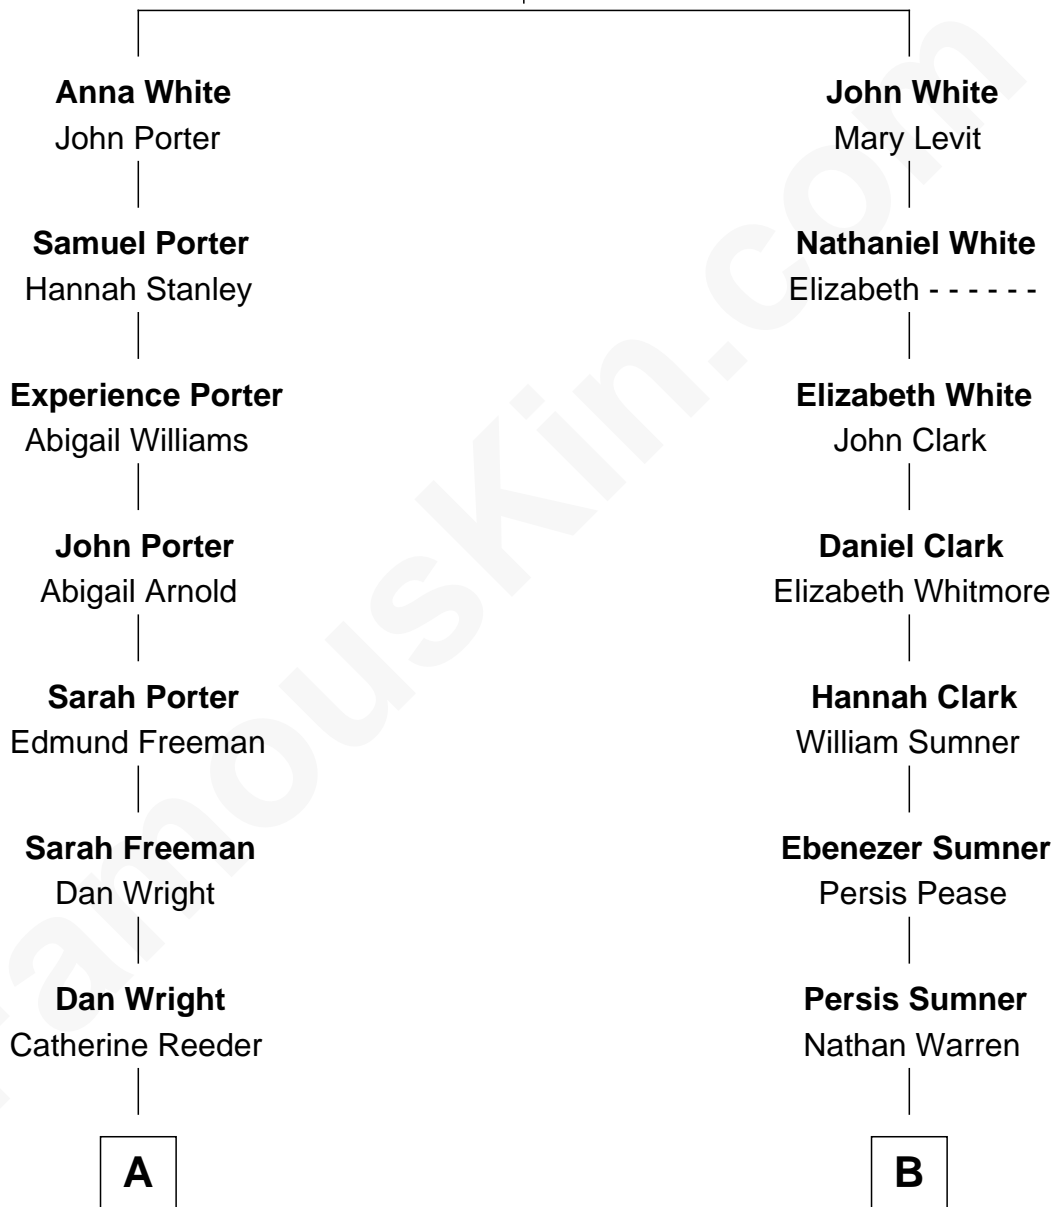 Anna White
John Porter
Samuel Porter
Hannah Stanley
Experience Porter
Abigail Williams
John Porter
Abigail Arnold
Sarah Porter
Edmund Freeman
Sarah Freeman
Dan Wright
Dan Wright
Catherine Reeder
A
John White
Mary Levit
Nathaniel White
Elizabeth - - - - - -
Elizabeth White
John Clark
Daniel Clark
Elizabeth Whitmore
Hannah Clark
William Sumner
Ebenezer Sumner
Persis Pease
Persis Sumner
Nathan Warren
B
FamousKin.com